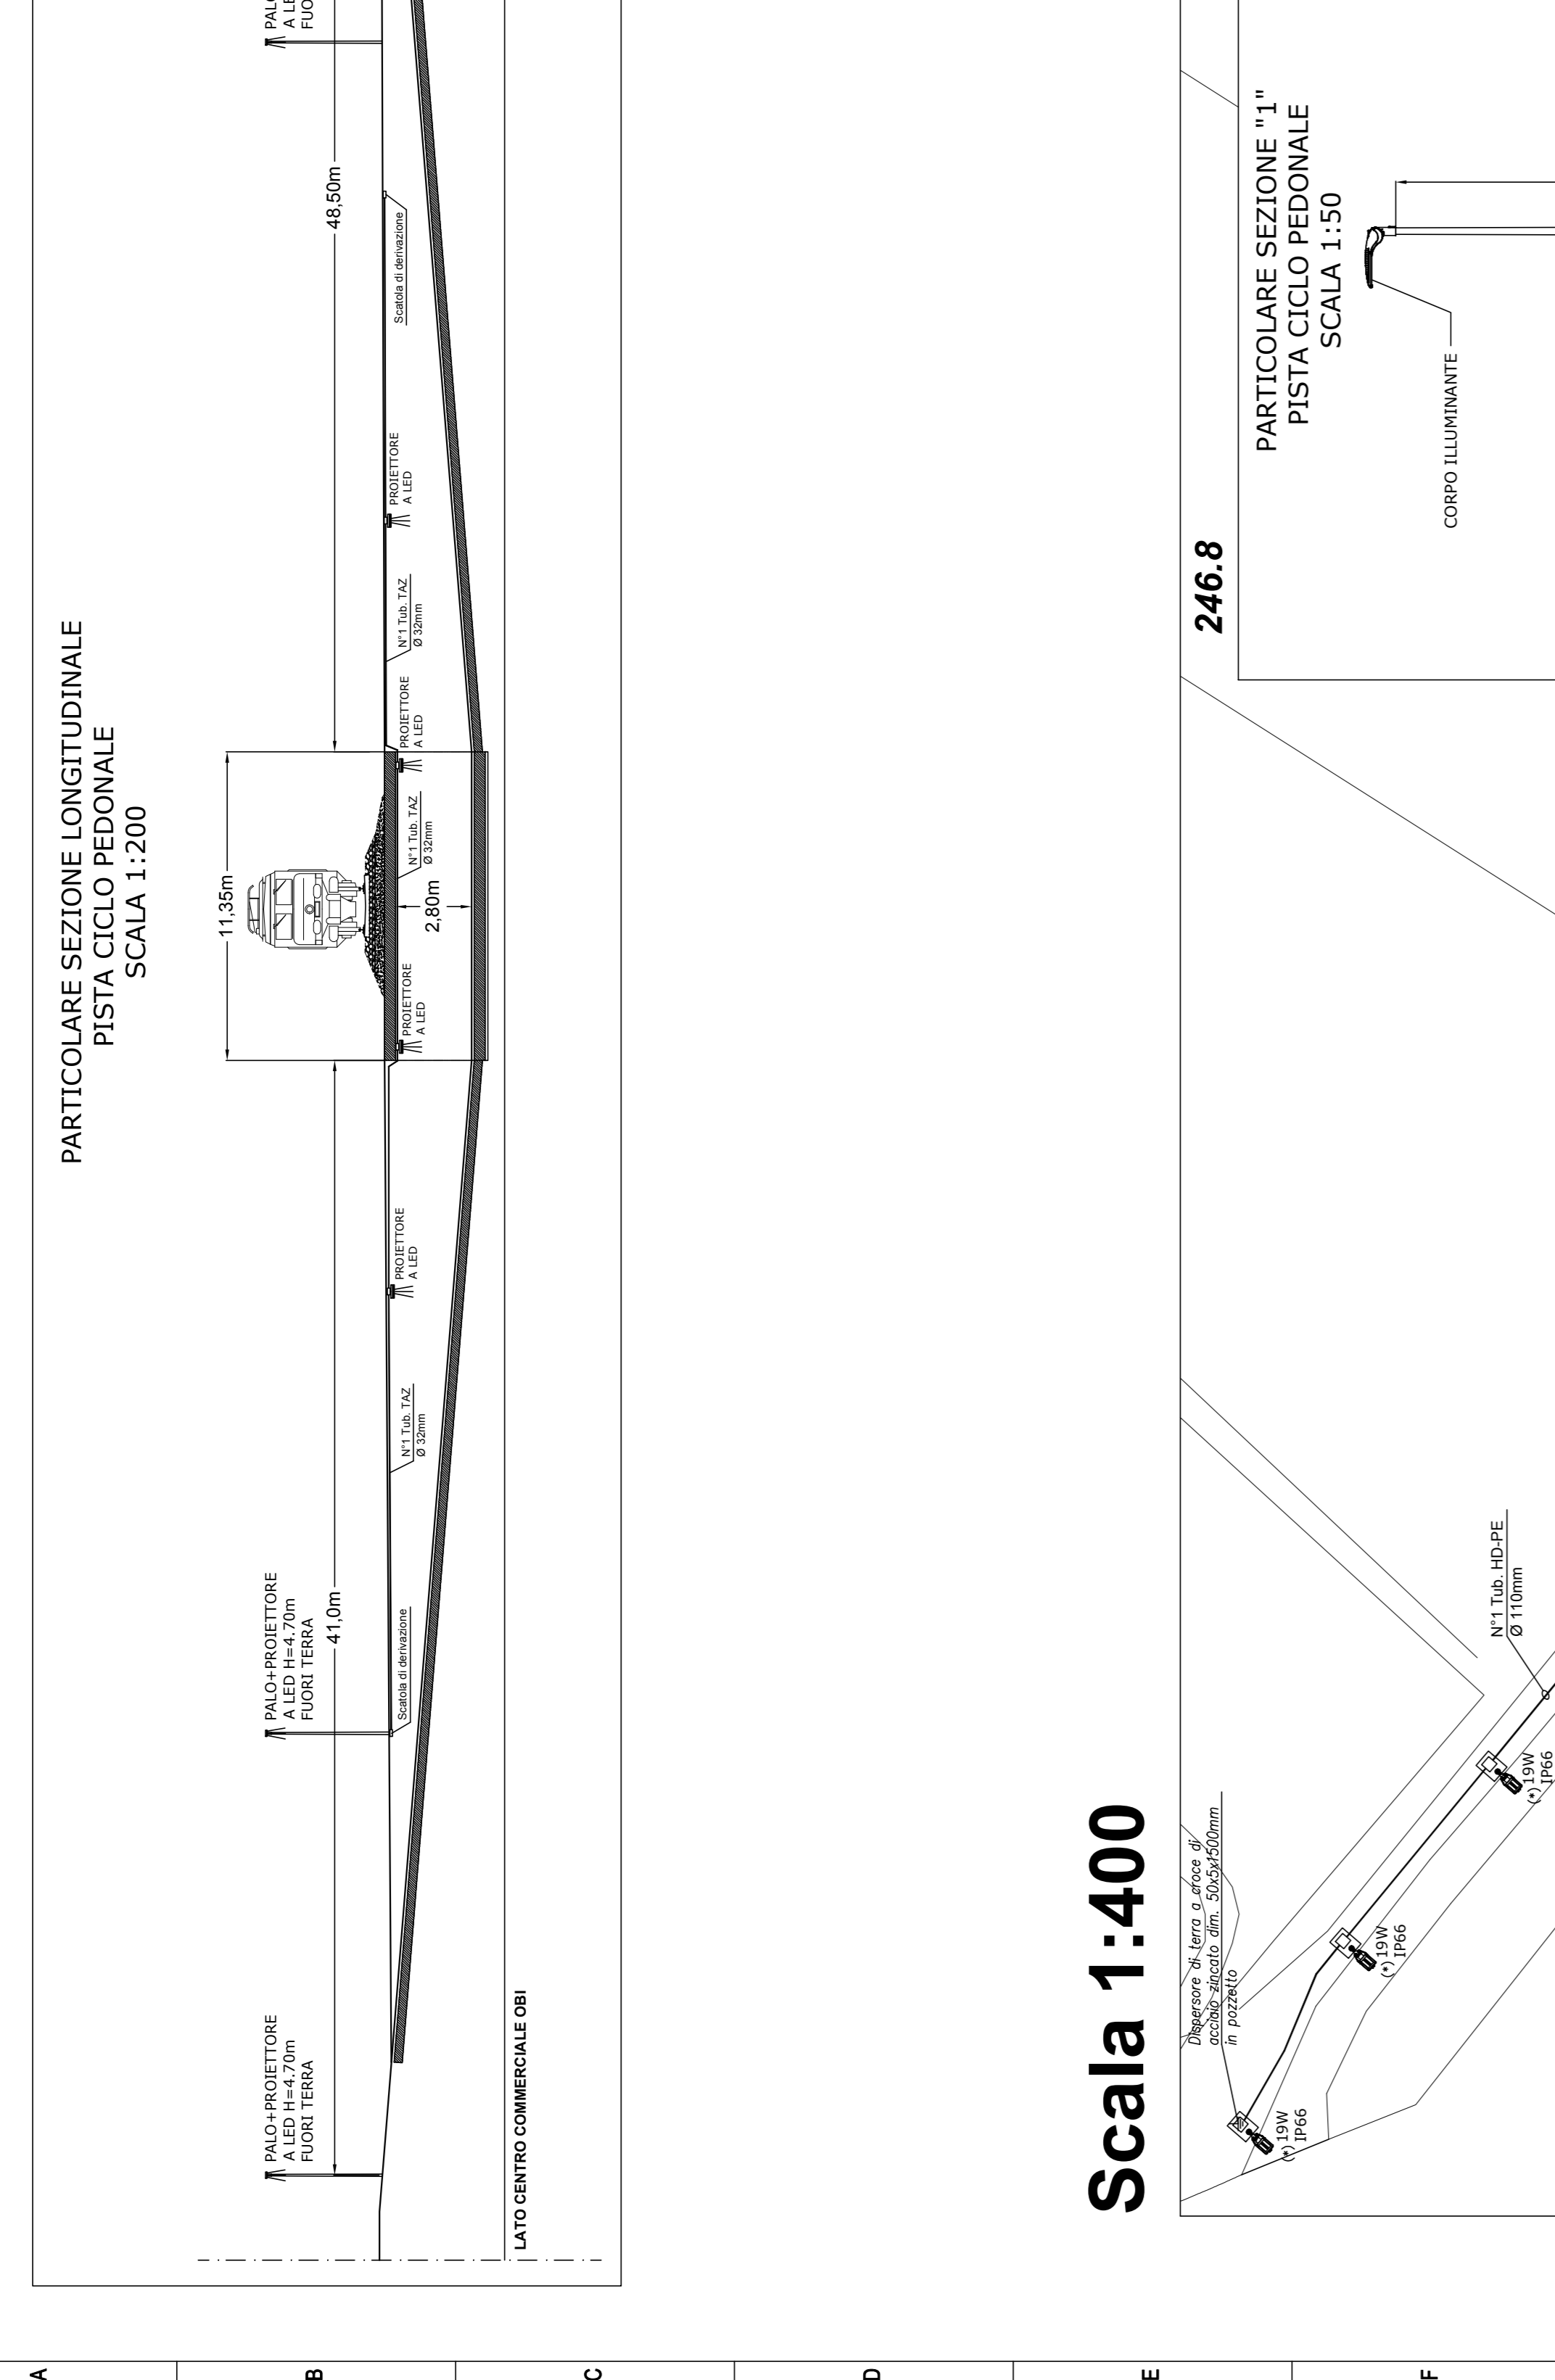 PARTICOLARE SEZIONE LONGITUDINALE
PISTA CICLO PEDONALE
SCALA 1:200
11,35m
PALO+PROIETTORE
A LED H=4.70m
FUORI TERRA
PALO+PROIETTORE
A LED H=4.70m
FUORI TERRA
41,0m
48,50m
Scatola di derivazione
N°1 Tub. TAZ
Ø 32mm
PROIETTORE
A LED
PROIETTORE
A LED
2,80m
N°1 Tub. TAZ
Ø 32mm
PROIETTORE
A LED
N°1 Tub. TAZ
Ø 32mm
PROIETTORE
A LED
Scatola di derivazione
LATO CENTRO COMMERCIALE OBI
Scala 1:400
246.8
Dispersore di terra a croce di
acciaio zincato dim. 50x5x1500mm
in pozzetto
(*) 19W
IP66
(*) 19W
IP66
(*) 19W
IP66
N°1 Tub. HD-PE
Ø 110mm
PARTICOLARE SEZIONE "1"
PISTA CICLO PEDONALE
SCALA 1:50
CORPO ILLUMINANTE
A
B
C
D
E
F